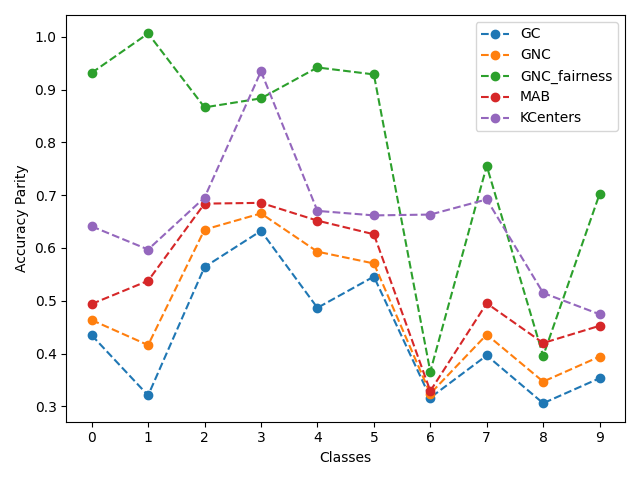 GC
GNC
GNC_fairness
MAB
KCenters
Accuracy Parity
1.0
0.9
0.8
0.7
0.6
0.5
0.4
0.3
0 1 2 3 4 5 6 7 8 9
Classes